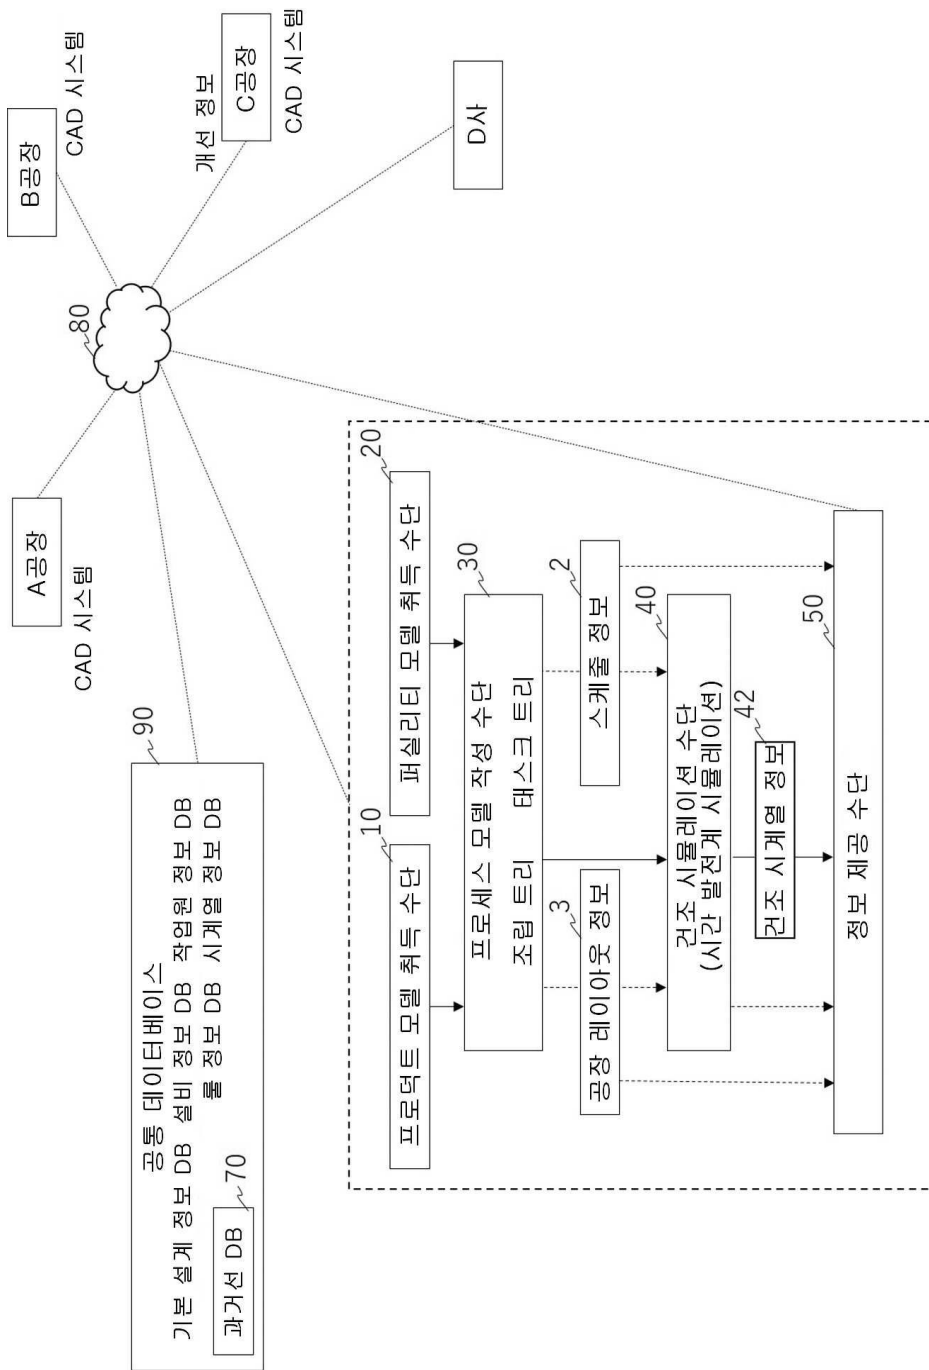 공통 데이터베이스
90
기본 설계 정보 DB 설비 정보 DB 작업원 정보 DB
룰 정보 DB 시계열 정보 DB
과거선 DB
70
A공장
CAD 시스템
B공장
CAD 시스템
80
개선 정보
C공장
CAD 시스템
D사
프로덕트 모델 취득 수단
10
퍼실리티 모델 취득 수단
20
프로세스 모델 작성 수단
30
조립 트리 태스크 트리
공장 레이아웃 정보
3
스케줄 정보
2
건조 시뮬레이션 수단
(시간 발전계 시뮬레이션)
40
건조 시계열 정보
42
정보 제공 수단
50